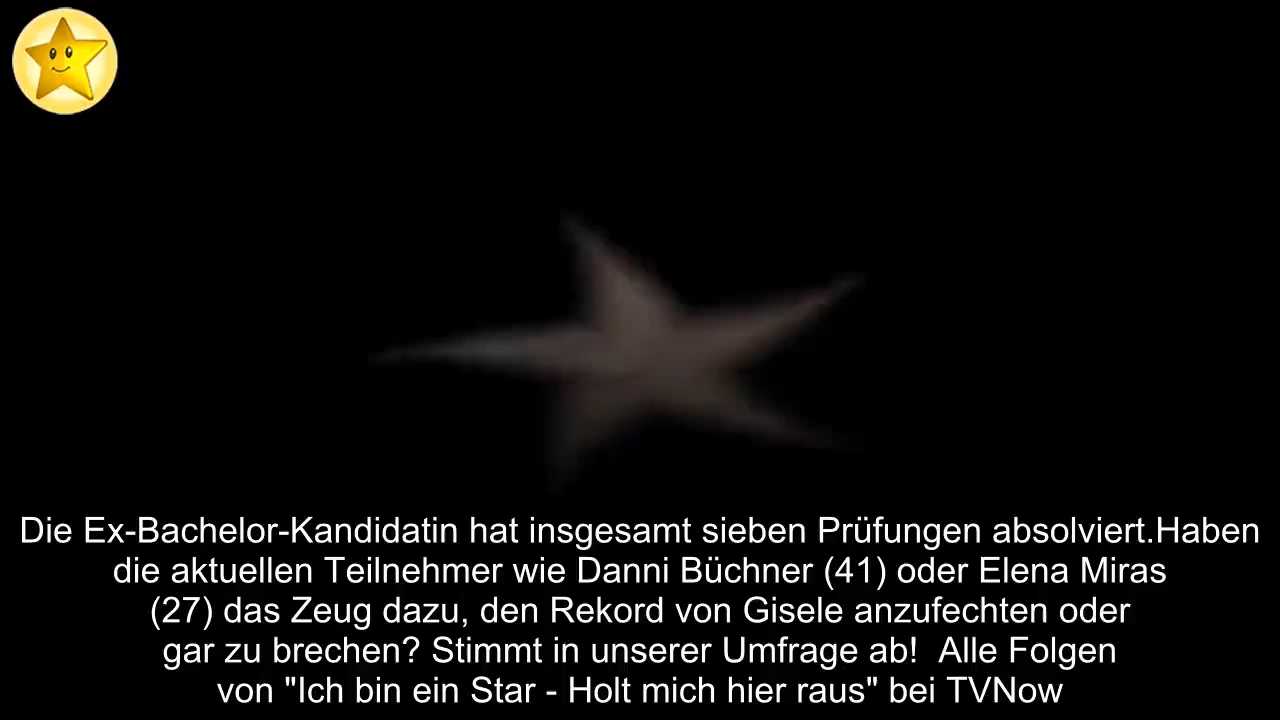 Die Ex-Bachelor-Kandidatin hat insgesamt sieben Prüfungen absolviert.Haben
die aktuellen Teilnehmer wie Danni Büchner (41) oder Elena Miras
(27) das Zeug dazu, den Rekord von Gisele anzufechten oder
gar zu brechen? Stimmt in unserer Umfrage ab!  Alle Folgen
von "Ich bin ein Star - Holt mich hier raus" bei TVNow